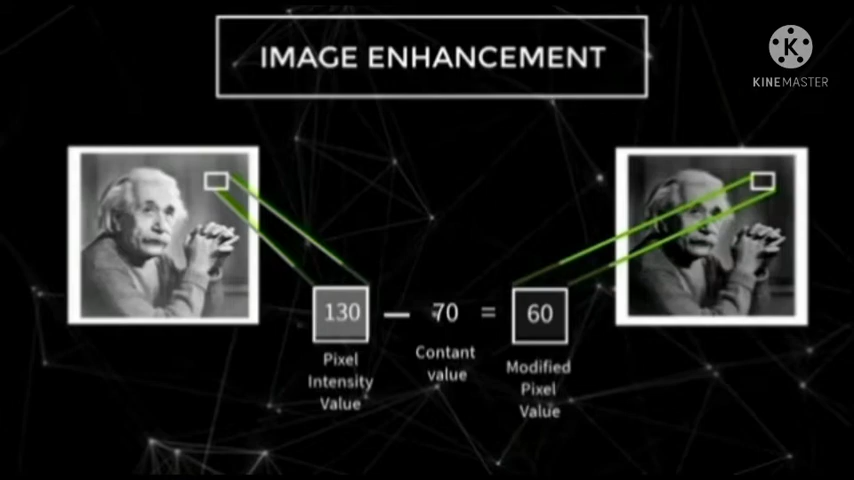 IMAGE ENHANCEMENT
K
KINEMASTER
130 — 70 = 60
Pixel
Intensity
Value
Contant
value
Modified
Pixel
Value